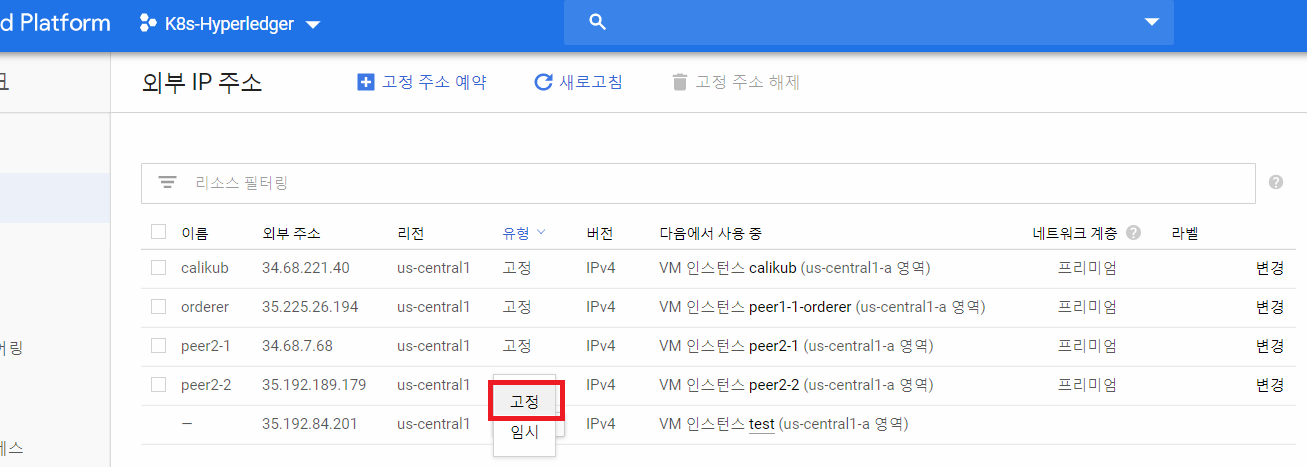 d Platform K8s-Hyperledger
외부 IP 주소 고정 주소 예약 새로고침 고정 주소 해제
리소스 필터링 ?
이름 외부 주소 리전 유형 버전 다음에서 사용 중 네트워크 계층 ? 라벨
calikub 34.68.221.40 us-central1 고정 IPv4 VM 인스턴스 calikub (us-central1-a 영역) 프리미엄 변경
orderer 35.225.26.194 us-central1 고정 IPv4 VM 인스턴스 peer1-1-orderer (us-central1-a 영역) 프리미엄 변경
어링
peer2-1 34.68.7.68 us-central1 고정 IPv4 VM 인스턴스 peer2-1 (us-central1-a 영역) 프리미엄 변경
peer2-2 35.192.189.179 us-central1 IPv4 VM 인스턴스 peer2-2 (us-central1-a 영역) 프리미엄 변경
고정
— 35.192.84.201 us-central1 IPv4 VM 인스턴스 test (us-central1-a 영역)
임시